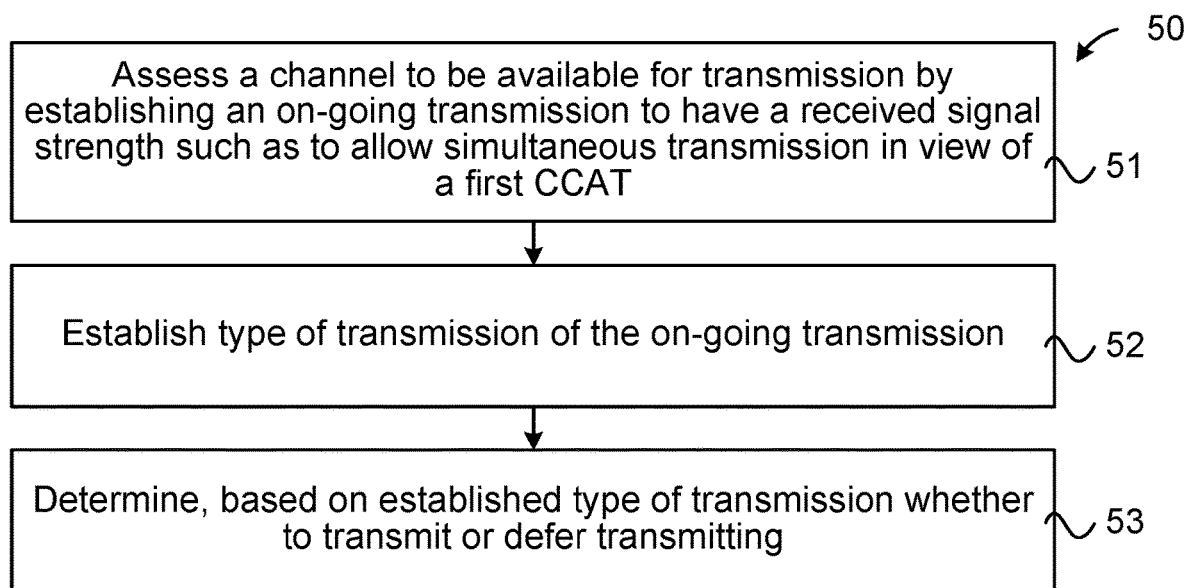 50
Assess a channel to be available for transmission by
establishing an on-going transmission to have a received signal
strength such as to allow simultaneous transmission in view of
a first CCAT
51
Establish type of transmission of the on-going transmission
52
Determine, based on established type of transmission whether
to transmit or defer transmitting
53